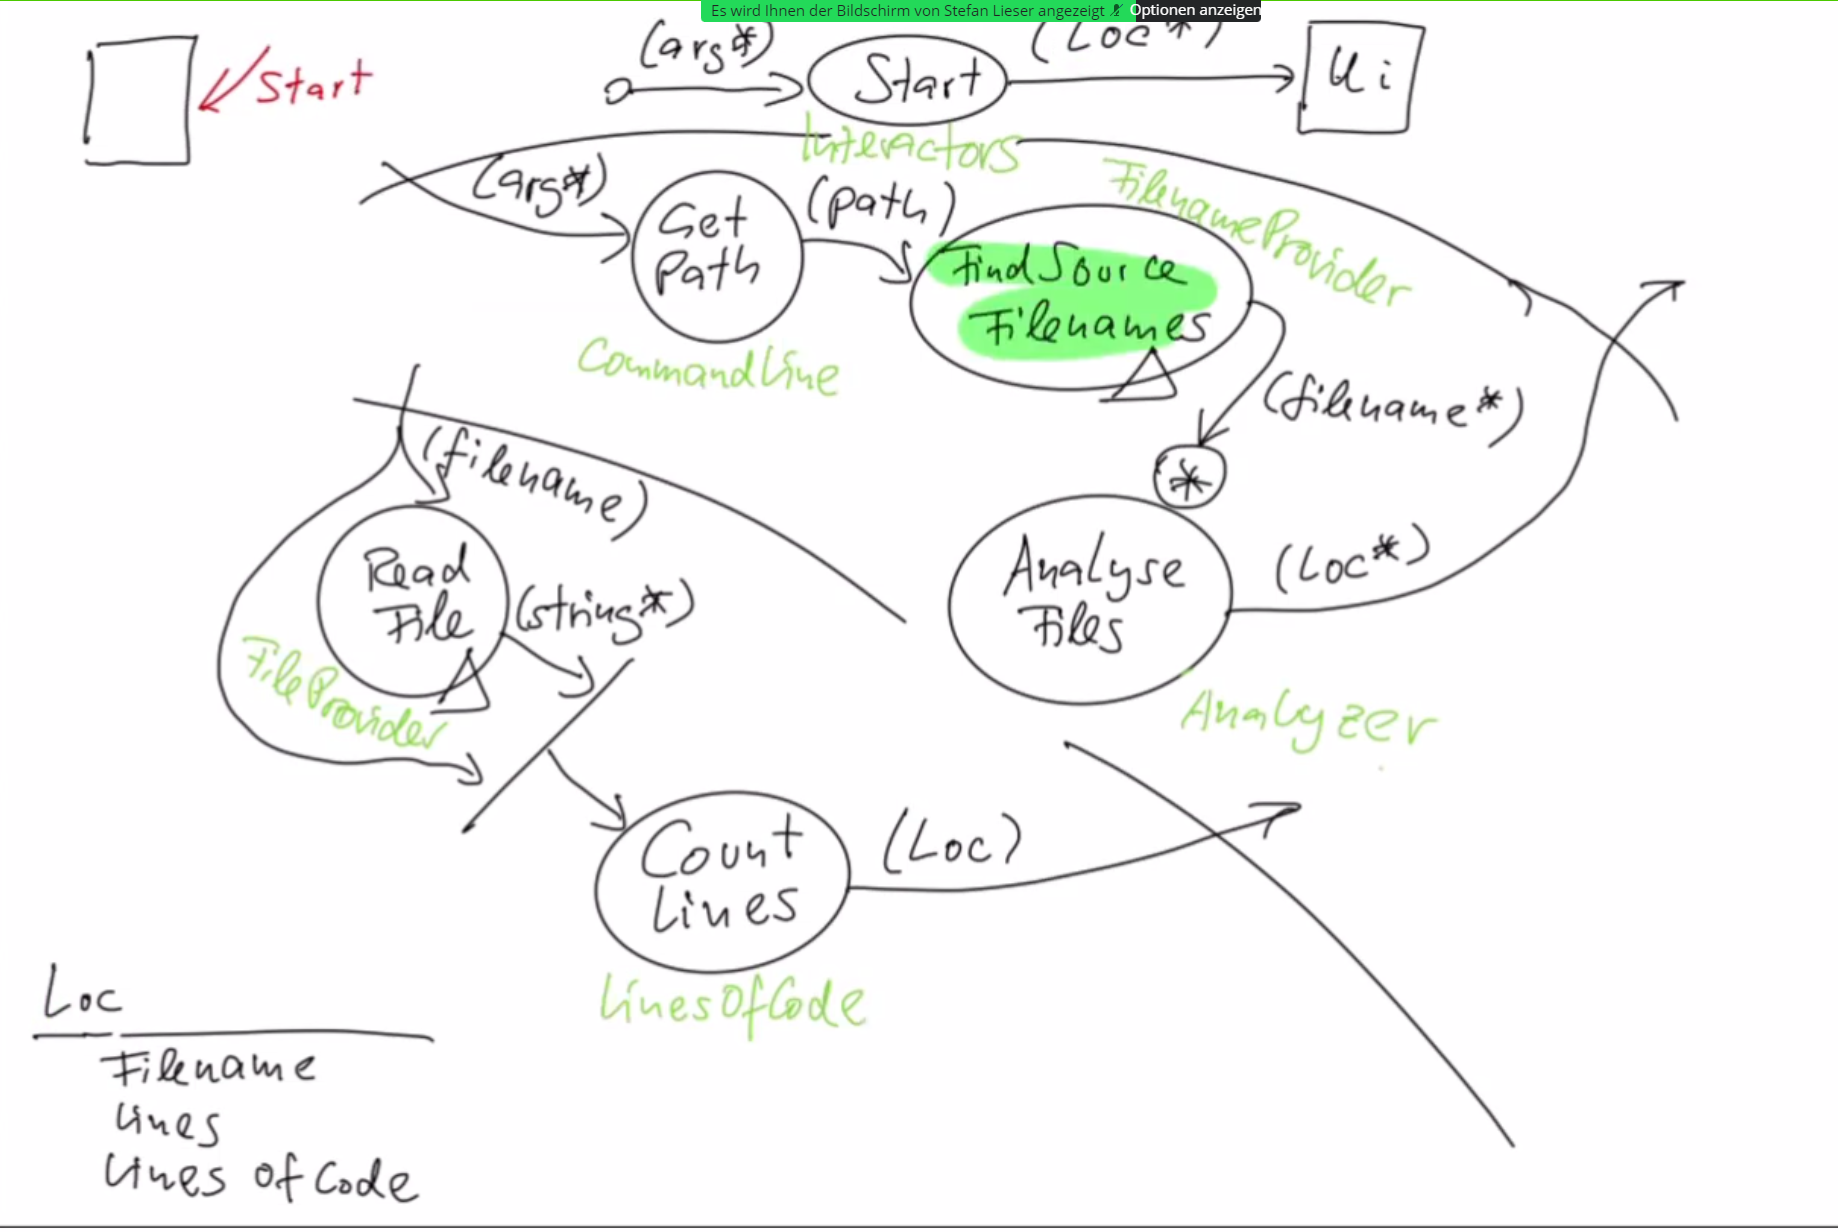 Es wird Ihnen der Bildschirm von Stefan Lieser angezeigt
Optionen anzeigen
Start
(args*)
Start
(Loc*)
Ui
Interactors
(args*)
Get
Path
(path)
CommandLine
FilenameProvider
Find Source
Filenames
(filename*)
*
(filename)
Read
File
(string*)
FileProvider
Analyse
Files
(Loc*)
Analyzer
Count
Lines
(Loc)
LinesOfCode
Loc
Filename
Lines
Lines Of Code